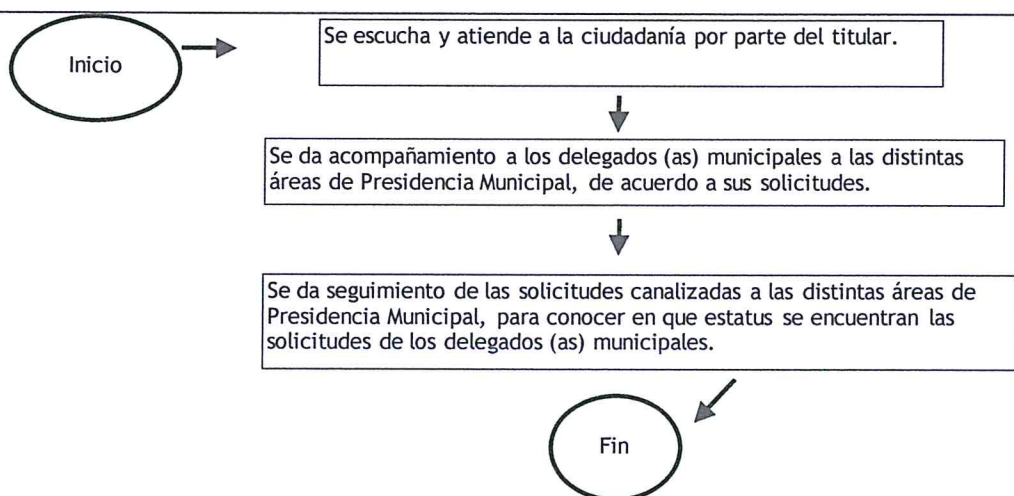 Inicio
Se escucha y atiende a la ciudadanía por parte del titular.
Se da acompañamiento a los delegados (as) municipales a las distintas
áreas de Presidencia Municipal, de acuerdo a sus solicitudes.
Se da seguimiento de las solicitudes canalizadas a las distintas áreas de
Presidencia Municipal, para conocer en que estatus se encuentran las
solicitudes de los delegados (as) municipales.
Fin